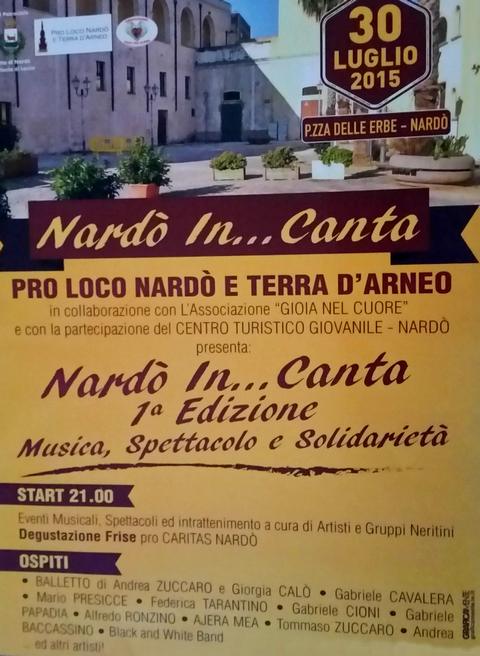 PRO LOCO NARDÒ
E TERRA D'ARNEO
30
LUGLIO
2015
P.ZZA DELLE ERBE - NARDÒ
Nardò In...Canta
PRO LOCO NARDÒ E TERRA D'ARNEO
in collaborazione con L'Associazione "GIOIA NEL CUORE"
e con la partecipazione del CENTRO TURISTICO GIOVANILE - NARDÒ
presenta:
Nardò In...Canta
1a Edizione
Musica, Spettacolo e Solidarietà
START 21.00
Eventi Musicali, Spettacoli ed intrattenimento a cura di Artisti e Gruppi Neritini
Degustazione Frise pro CARITAS NARDÒ
OSPITI
• BALLETTO di Andrea ZUCCARO e Giorgia CALÒ • Gabriele CAVALERA
• Mario PRESICCE • Federica TARANTINO • Gabriele CIONI • Gabriele
PAPADIA • Alfredo RONZINO • AJERA MEA • Tommaso ZUCCARO • Andrea
BACCASSINO • Black and White Band
... ed altri artisti!